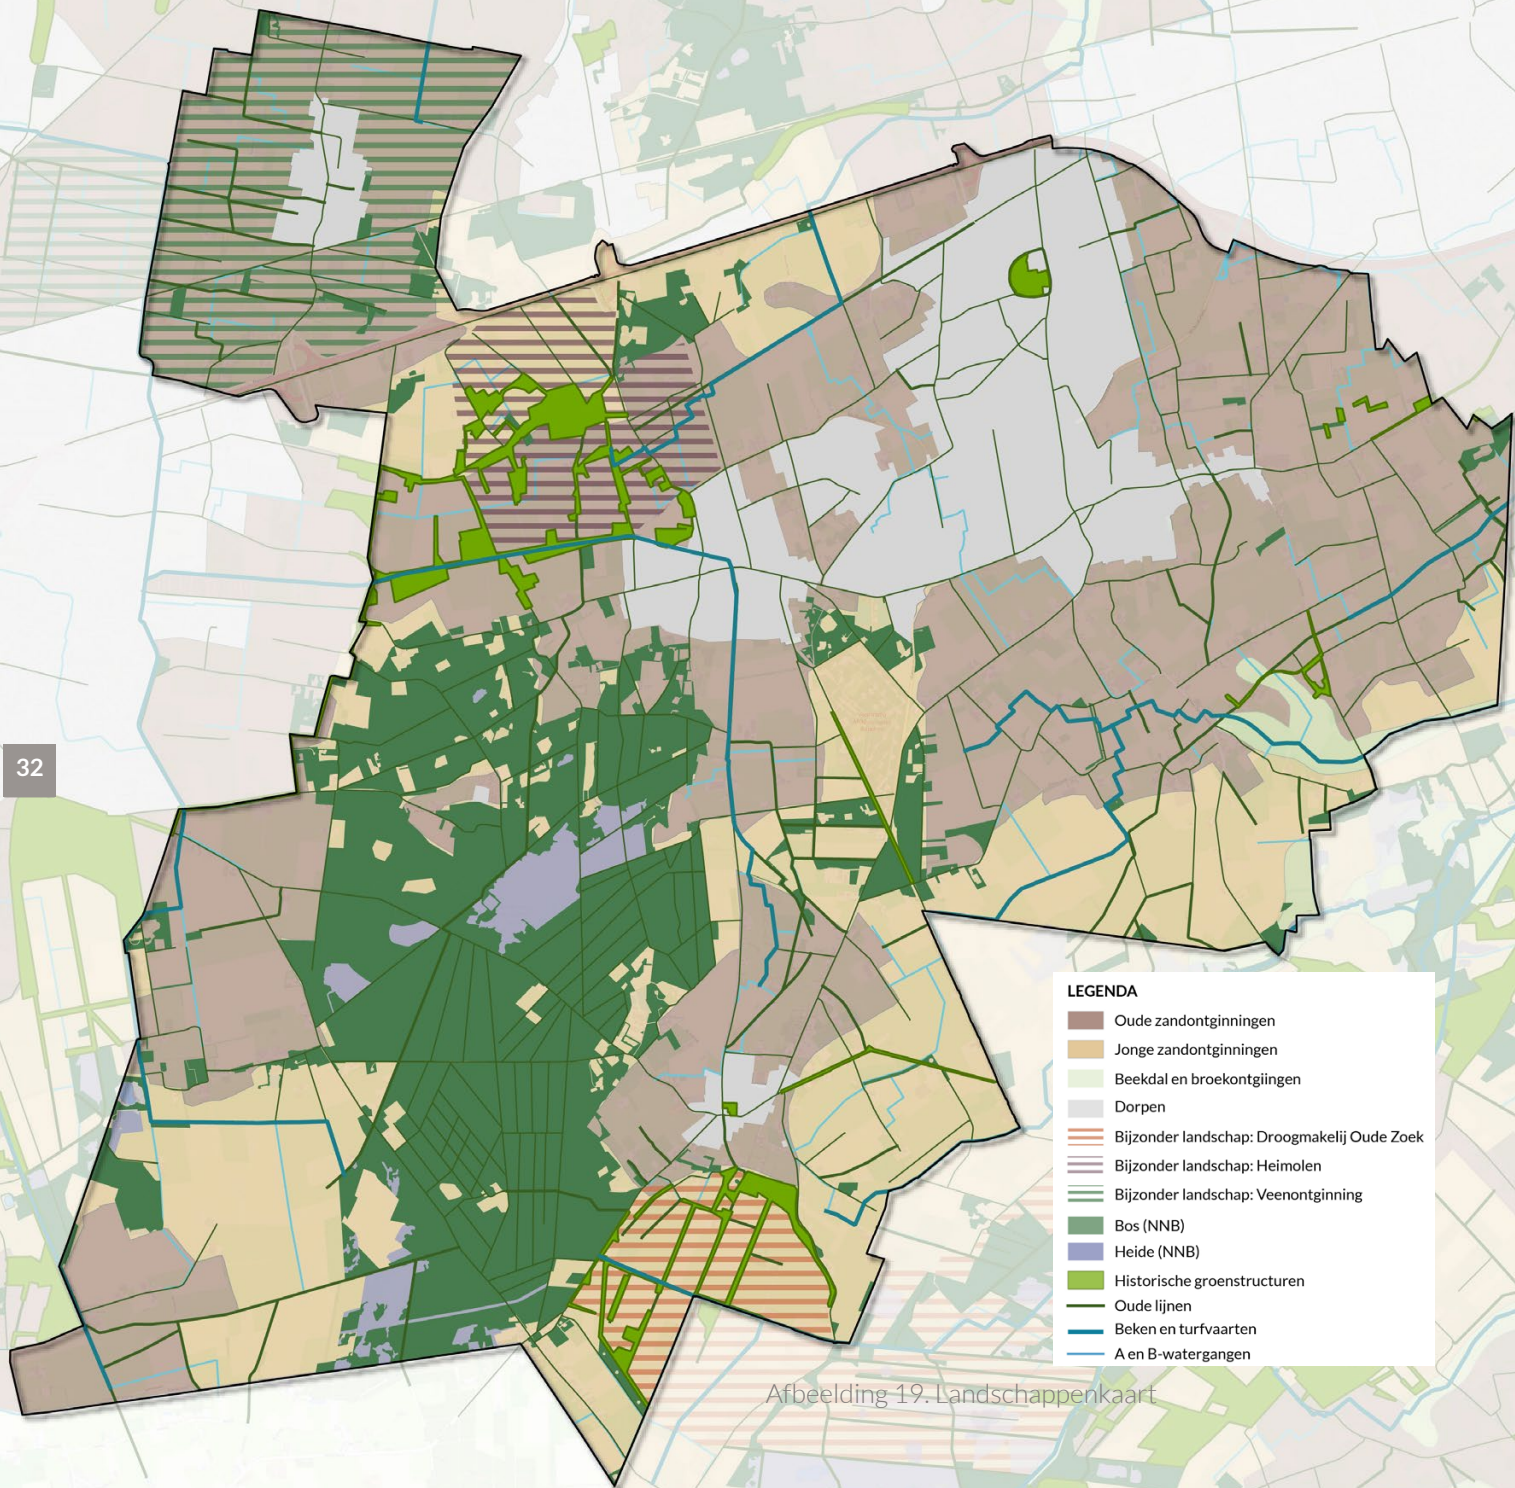 32
LEGENDA
Oude zandontginningen
Jonge zandontginningen
Beekdal en broekontgiingen
Dorpen
Bijzonder landschap: Droogmakelij Oude Zoek
Bijzonder landschap: Heimolen
Bijzonder landschap: Veenontginning
Bos (NNB)
Heide (NNB)
Historische groenstructuren
Oude lijnen
Beken en turfvaarten
A en B-watergangen
Afbeelding 19. Landschappenkaart